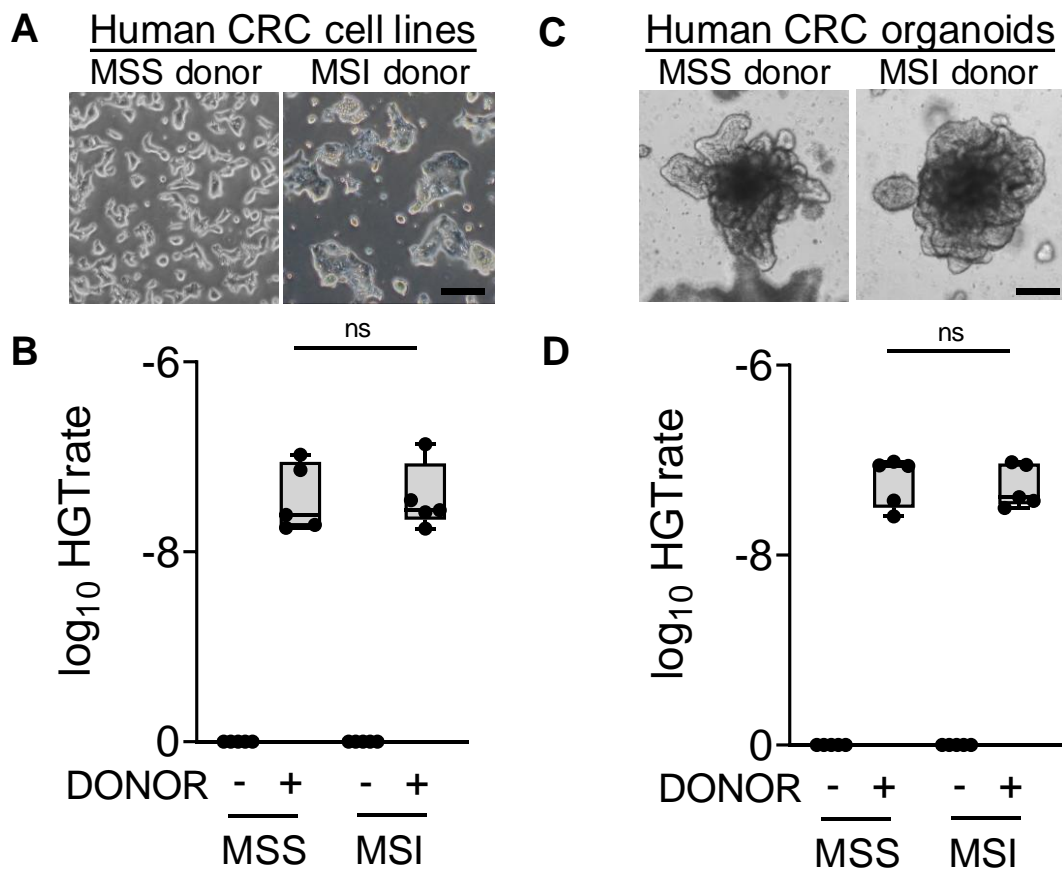 A
Human CRC cell lines
MSS donor
MSI donor
C
Human CRC organoids
MSS donor
MSI donor
B
ns
-6
-8
0
log10 HGTrate
DONOR - + - +
MSS
MSI
D
ns
-6
-8
0
log10 HGTrate
DONOR - + - +
MSS
MSI